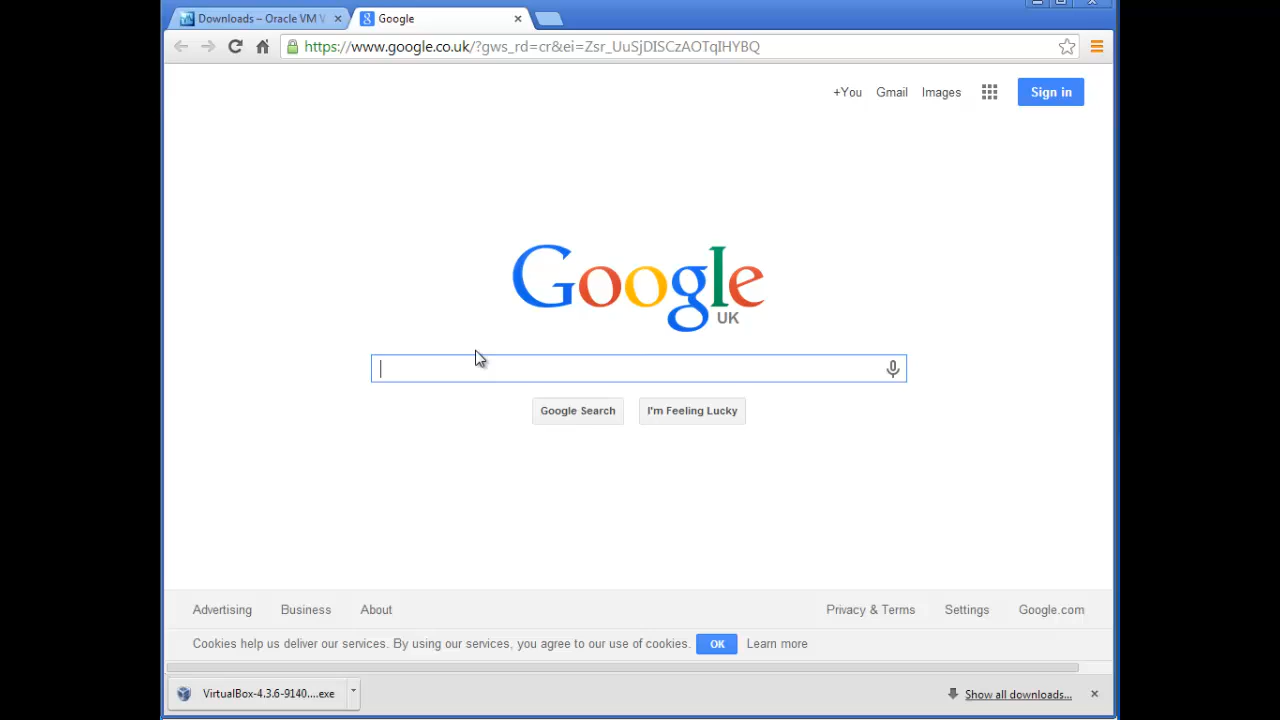 Downloads – Oracle VM V
Google
https://www.google.co.uk/?gws_rd=cr&ei=Zsr_UuSjDISCzAOTqIHYBQ
+You Gmail Images Sign in
Google
UK
Google Search I'm Feeling Lucky
Advertising Business About Privacy & Terms Settings Google.com
Cookies help us deliver our services. By using our services, you agree to our use of cookies. OK Learn more
VirtualBox-4.3.6-9140....exe Show all downloads...